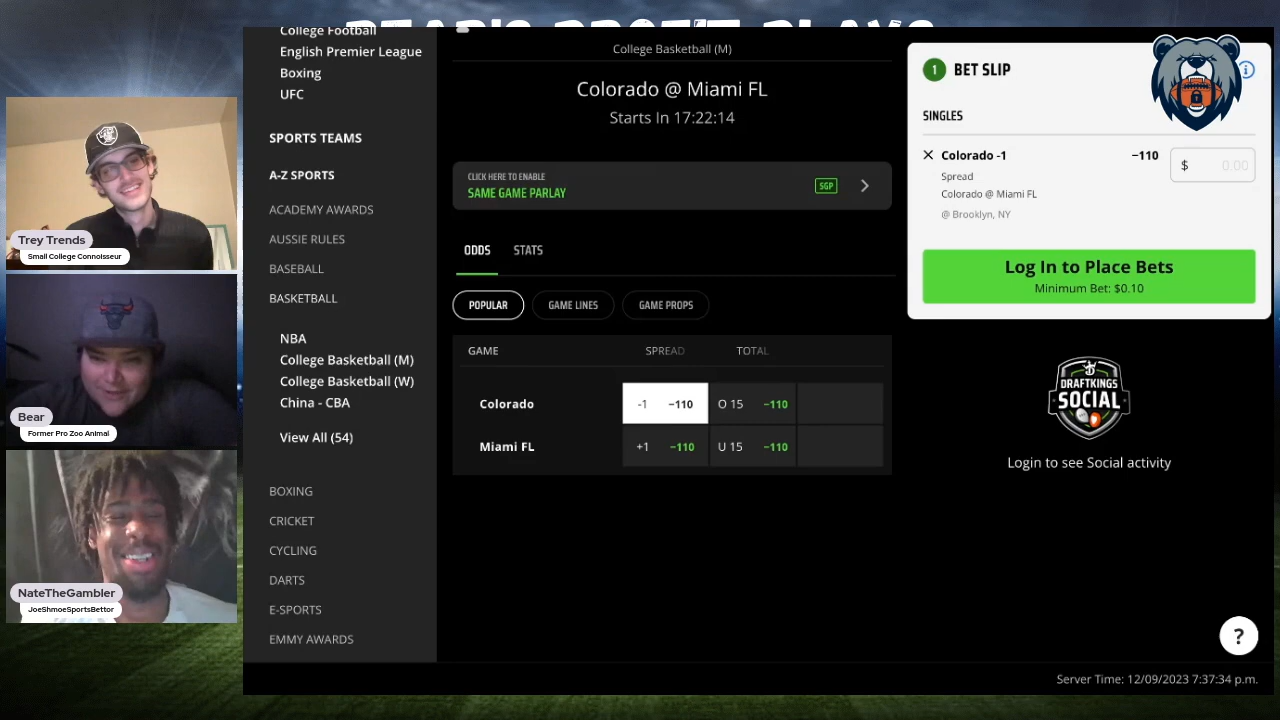 BEAR'S PROFIT PLAYS
College Football
English Premier League
Boxing
UFC
SPORTS TEAMS
A-Z SPORTS
ACADEMY AWARDS
AUSSIE RULES
BASEBALL
BASKETBALL
NBA
College Basketball (M)
College Basketball (W)
China - CBA
View All (54)
BOXING
CRICKET
CYCLING
DARTS
E-SPORTS
EMMY AWARDS
College Basketball (M)
Colorado @ Miami FL
Starts In 17:22:14
CLICK HERE TO ENABLE
SAME GAME PARLAY
SGP
ODDS STATS
POPULAR GAME LINES GAME PROPS
GAME SPREAD TOTAL
Colorado -1 −110 O 15 −110
Miami FL +1 −110 U 15 −110
1 BET SLIP
SINGLES
Colorado -1 −110 $ 0.00
Spread
Colorado @ Miami FL
@ Brooklyn, NY
Log In to Place Bets
Minimum Bet: $0.10
DRAFTKINGS
SOCIAL
Login to see Social activity
?
Server Time: 12/09/2023 7:37:34 p.m.
Trey Trends
Small College Connoisseur
Bear
Former Pro Zoo Animal
NateTheGambler
JoeShmoeSportsBettor